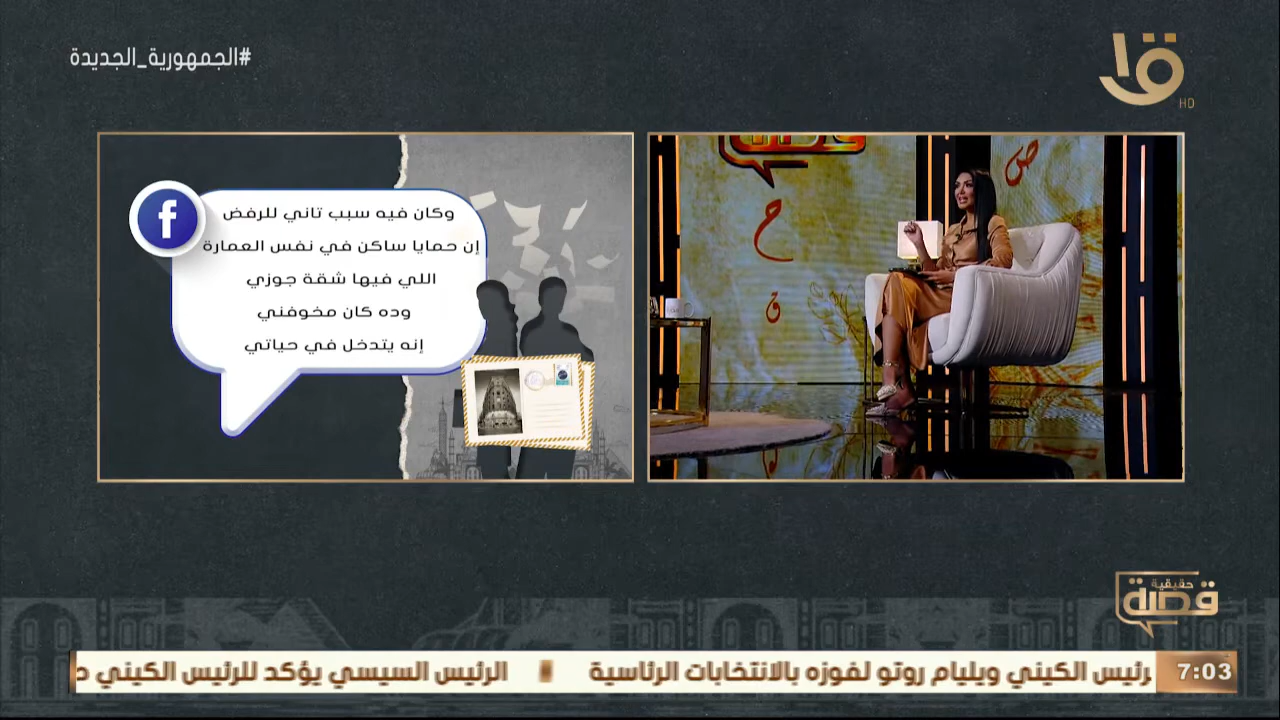 #الجمهورية_الجديدة
HD
وكان فيه سبب تاني للرفض
إن حمايا ساكن في نفس العمارة
اللي فيها شقة جوزي
وده كان مخوفني
إنه يتدخل في حياتي
f
قصة
ص
ح
ق
قصة حقيقية
7:03
رئيس الكيني ويليام روتو لفوزه بالانتخابات الرئاسية
الرئيس السيسي يؤكد للرئيس الكيني